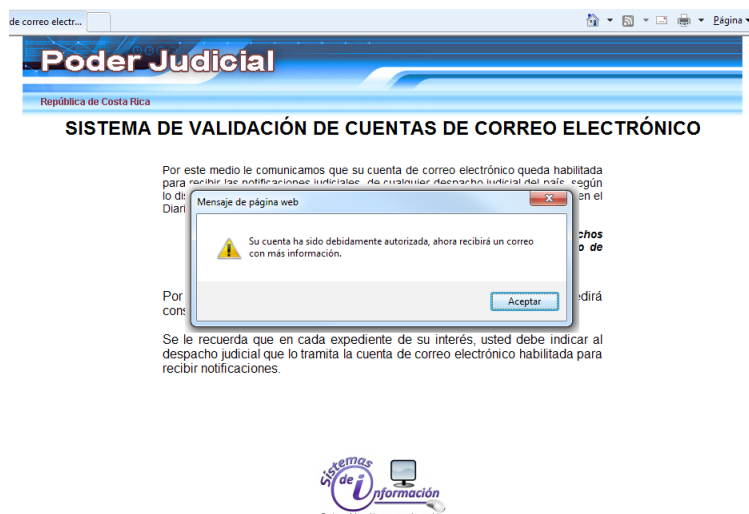 de correo electr...
Página
Poder Judicial
República de Costa Rica
SISTEMA DE VALIDACIÓN DE CUENTAS DE CORREO ELECTRÓNICO
Por este medio le comunicamos que su cuenta de correo electrónico queda habilitada
para recibir las notificaciones judiciales, de cualquier despacho judicial del país, según
lo en el
Diari
Mensaje de página web
Su cuenta ha sido debidamente autorizada, ahora recibirá un correo
con más información.
Aceptar
chos
o de
Por edirá
cons
Se le recuerda que en cada expediente de su interés, usted debe indicar al
despacho judicial que lo tramita la cuenta de correo electrónico habilitada para
recibir notificaciones.
Sistemas
de información